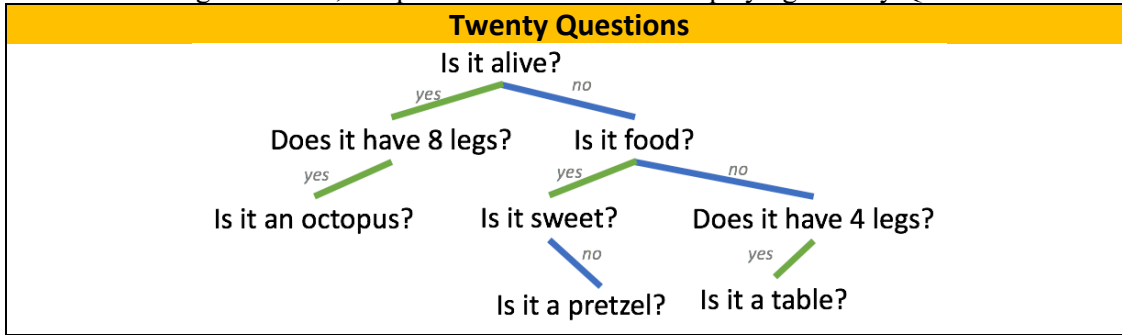 Twenty Questions
Is it alive?
yes no
Does it have 8 legs? Is it food?
yes yes no
Is it an octopus? Is it sweet? Does it have 4 legs?
no yes
Is it a pretzel? Is it a table?